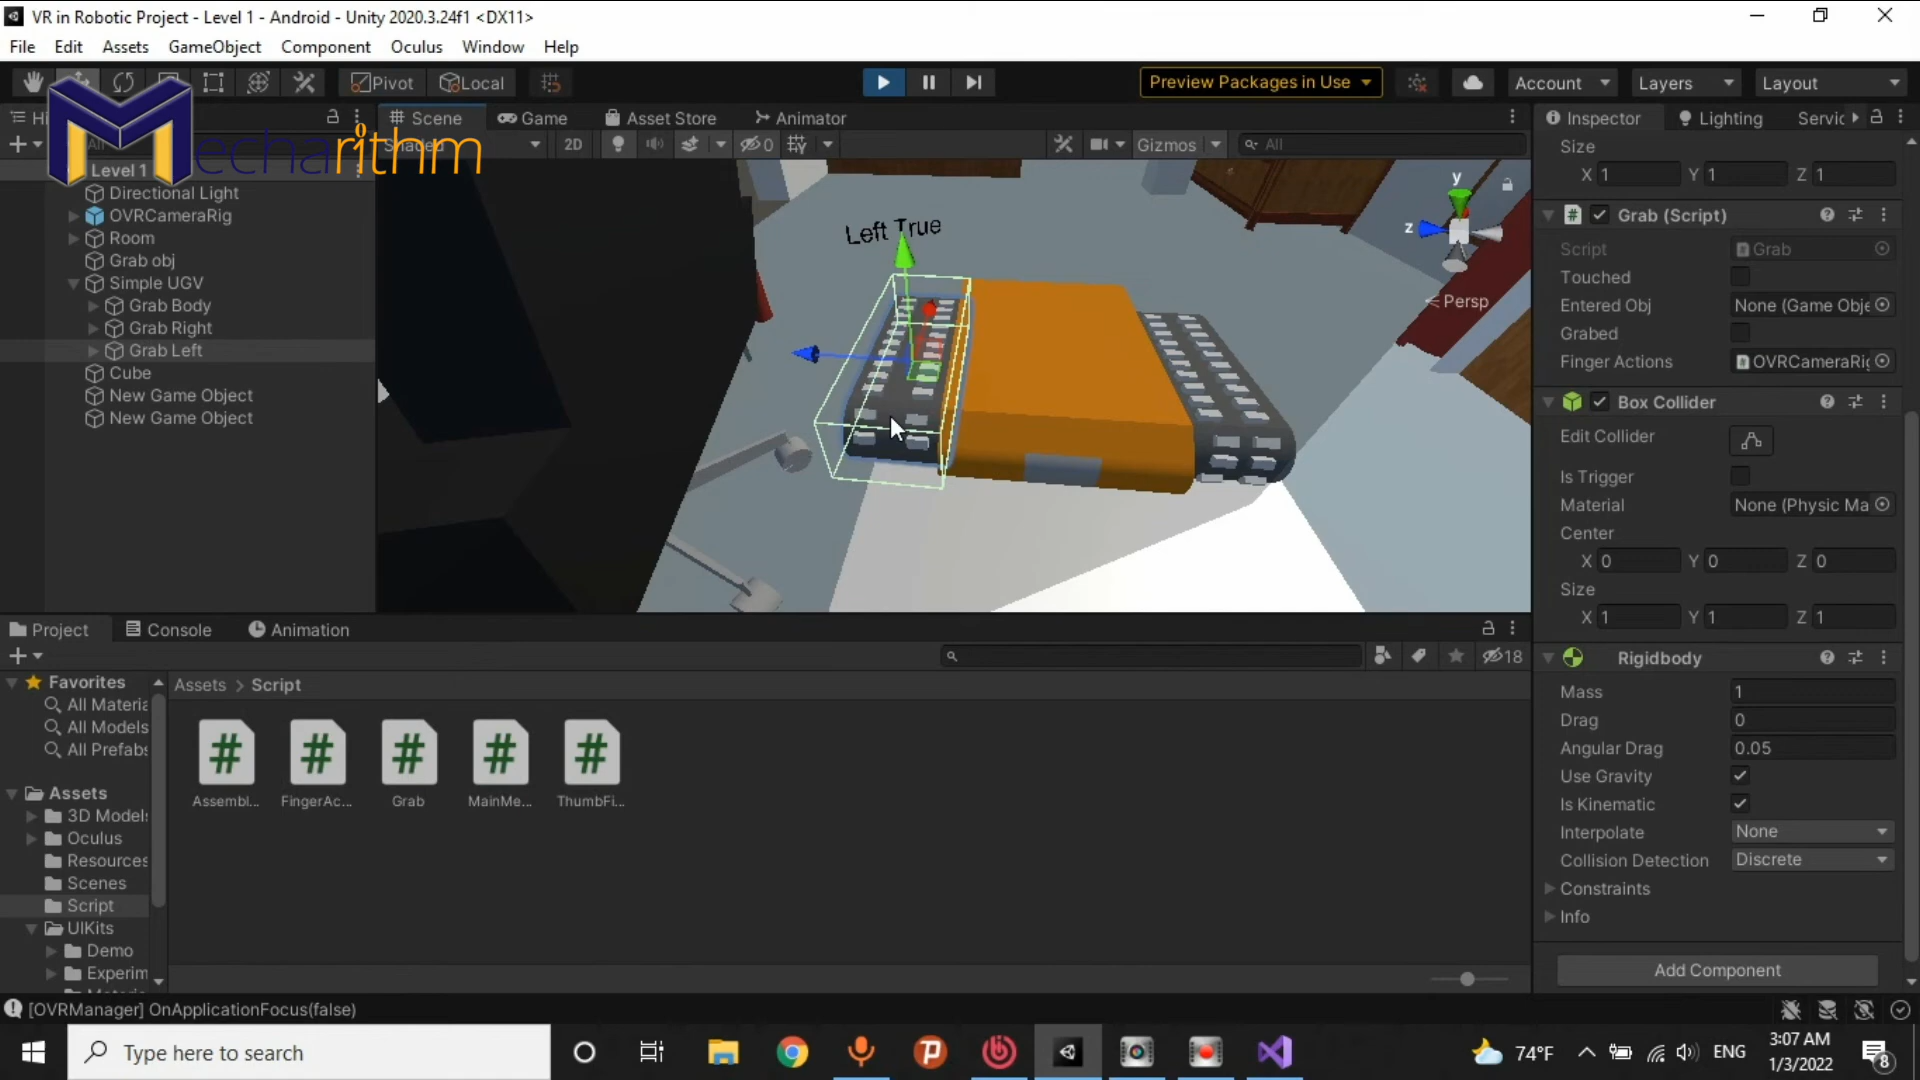 VR in Robotic Project - Level 1 - Android - Unity 2020.3.24f1 <DX11>
File Edit Assets GameObject Component Oculus Window Help
Pivot Local Preview Packages in Use Account Layers Layout
Scene Game Asset Store Animator Inspector Lighting Servic
Mecharithm
2D 0 Gizmos All
Level 1
Directional Light
OVRCameraRig
Room
Grab obj
Simple UGV
Grab Body
Grab Right
Grab Left
Cube
New Game Object
New Game Object
Left True
y
z
Persp
Size
X 1 Y 1 Z 1
Grab (Script)
Script Grab
Touched
Entered Obj None (Game Obje
Grabed
Finger Actions OVRCameraRig
Box Collider
Edit Collider
Is Trigger
Material None (Physic Ma
Center
X 0 Y 0 Z 0
Size
X 1 Y 1 Z 1
Rigidbody
Mass 1
Drag 0
Angular Drag 0.05
Use Gravity
Is Kinematic
Interpolate None
Collision Detection Discrete
Constraints
Info
Add Component
Project Console Animation
18
Favorites
All Materia
All Models
All Prefabs
Assets
3D Models
Oculus
Resources
Scenes
Script
UIKits
Demo
Experim
Assets > Script
Assembl... FingerAc... Grab MainMe... ThumbFi...
[OVRManager] OnApplicationFocus(false)
Type here to search
74°F ENG
3:07 AM
1/3/2022
8